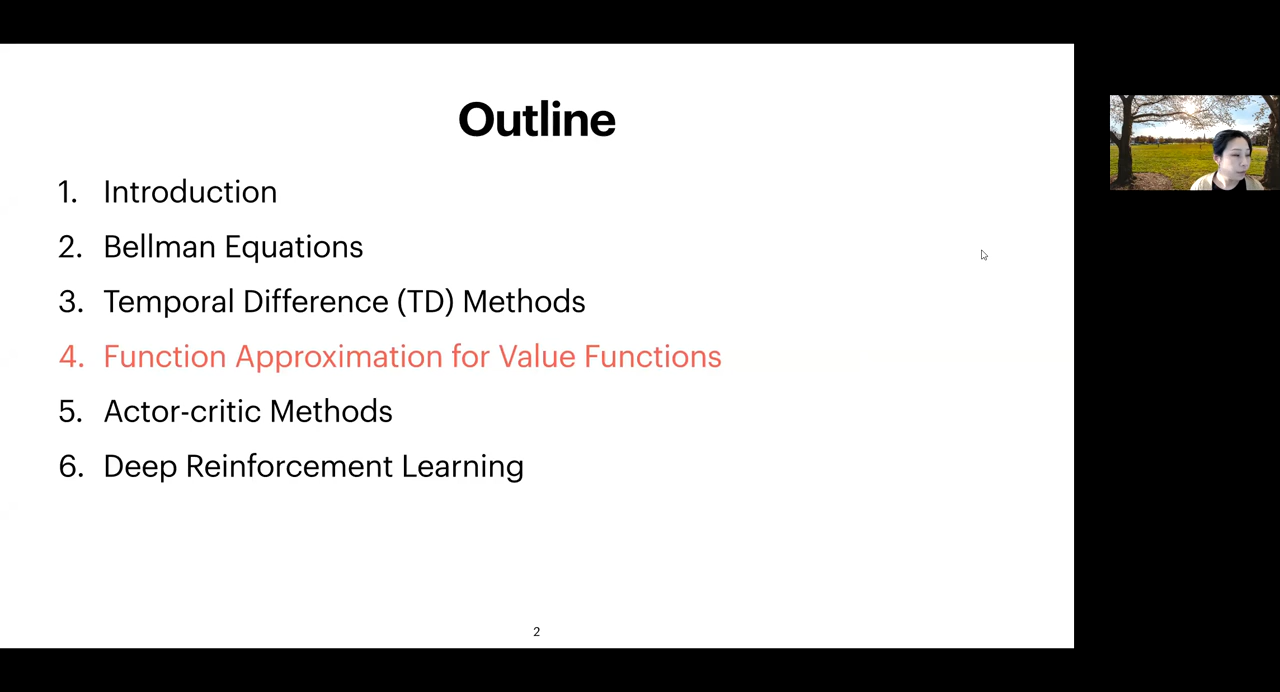 Outline
1. Introduction
2. Bellman Equations
3. Temporal Difference (TD) Methods
4. Function Approximation for Value Functions
5. Actor-critic Methods
6. Deep Reinforcement Learning
2